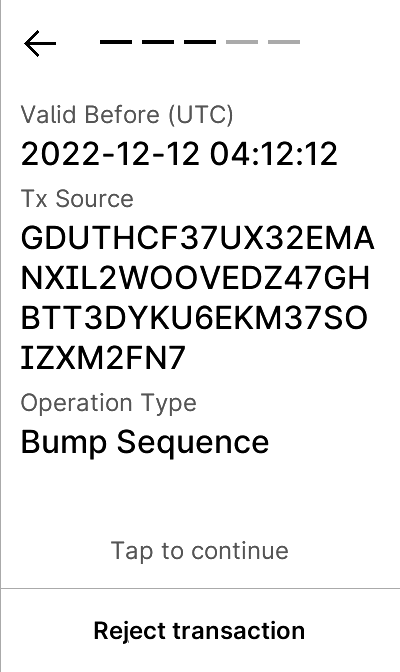 Valid Before (UTC)
2022-12-12 04:12:12
Tx Source
GDUTHCF37UX32EMA
NXIL2WOOVEDZ47GH
BTT3DYKU6EKM37SO
IZXM2FN7
Operation Type
Bump Sequence
Tap to continue
Reject transaction